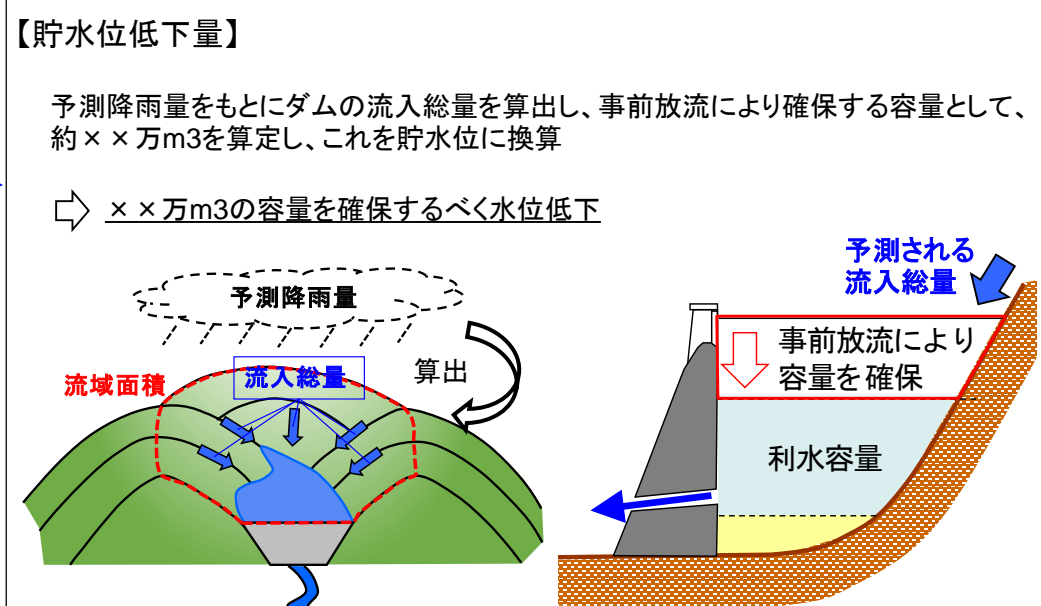 【貯水位低下量】
予測降雨量をもとにダムの流入総量を算出し、事前放流により確保する容量として、
約××万m3を算定し、これを貯水位に換算
××万m3の容量を確保するべく水位低下
予測降雨量
流域面積
流入総量
算出
予測される
流入総量
事前放流により
容量を確保
利水容量